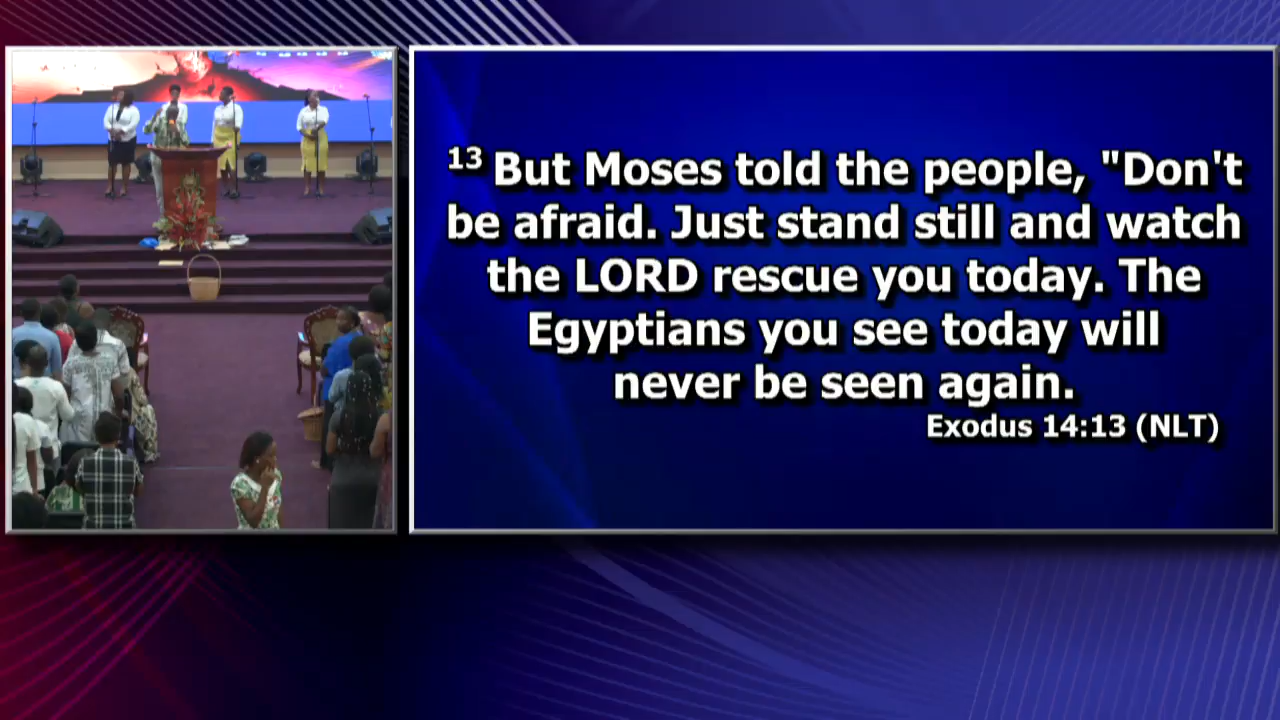 13 But Moses told the people, "Don't
be afraid. Just stand still and watch
the LORD rescue you today. The
Egyptians you see today will
never be seen again.
Exodus 14:13 (NLT)